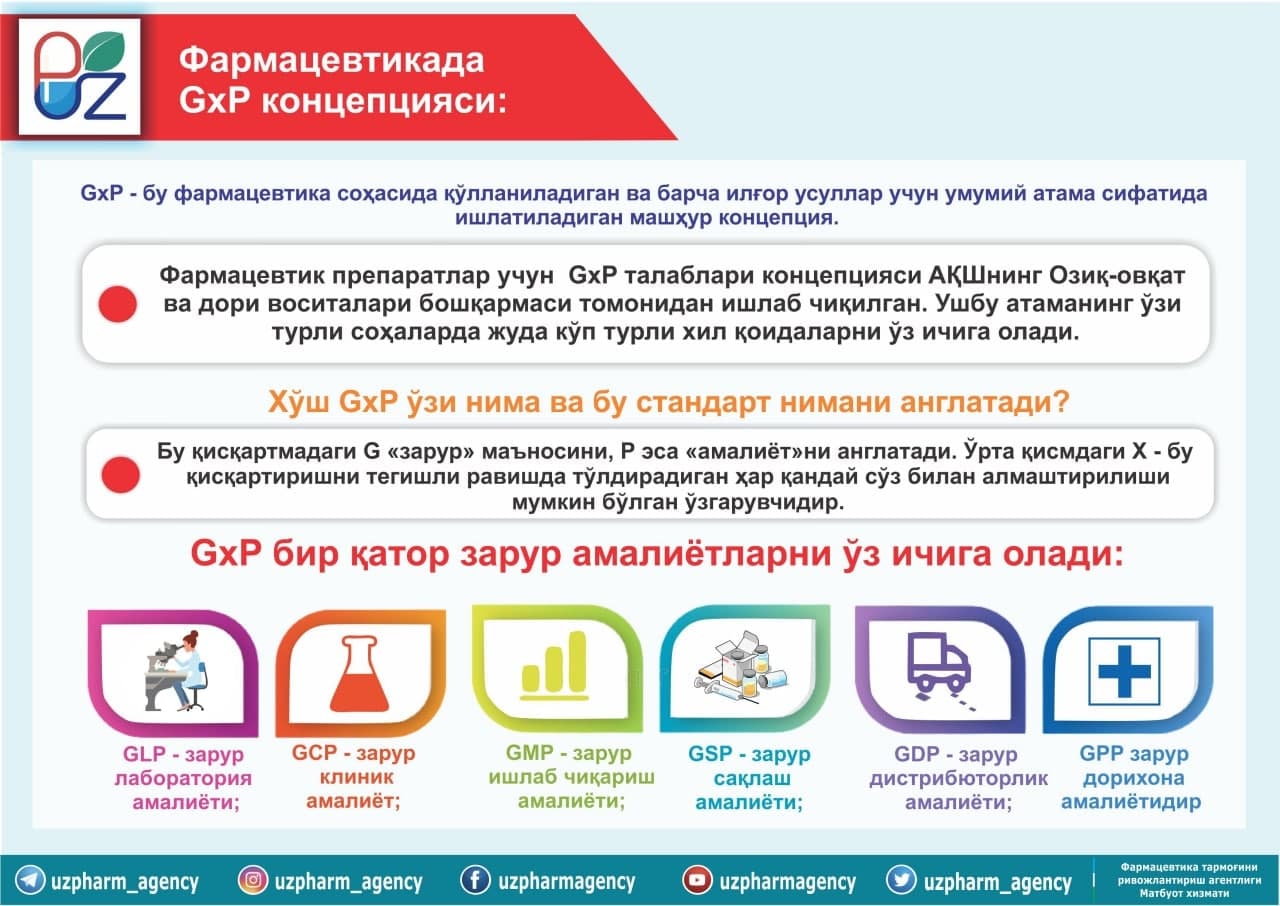 PUZ
Фармацевтикада
GxP концепцияси:
GxP - бу фармацевтика соҳасида қўлланиладиган ва барча илғор усуллар учун умумий атама сифатида
ишлатиладиган машҳур концепция.
Фармацевтик препаратлар учун GxP талаблари концепцияси АҚШнинг Озиқ-овқат
ва дори воситалари бошқармаси томонидан ишлаб чиқилган. Ушбу атаманинг ўзи
турли соҳаларда жуда кўп турли хил қоидаларни ўз ичига олади.
Хўш GxP ўзи нима ва бу стандарт нимани англатади?
Бу қисқартмадаги G «зарур» маъносини, P эса «амалиёт»ни англатади. Ўрта қисмдаги X - бу
қисқартиришни тегишли равишда тўлдирадиган ҳар қандай сўз билан алмаштирилиши
мумкин бўлган ўзгарувчидир.
GxP бир қатор зарур амалиётларни ўз ичига олади:
GLP - зарур
лаборатория
амалиёти;
GCP - зарур
клиник
амалиёт;
GMP - зарур
ишлаб чиқариш
амалиёти;
GSP - зарур
сақлаш
амалиёти;
GDP - зарур
дистрибюторлик
амалиёти;
GPP зарур
дорихона
амалиётидир
uzpharm_agency
uzpharm_agency
uzpharmagency
uzpharmagency
uzpharm_agency
Фармацевтика тармоғини
ривожлантириш агентлиги
Матбуот хизмати